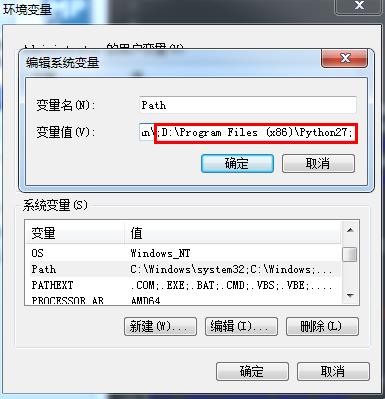 环境变量
编辑系统变量
变量名(N): Path
变量值(V): ;D:\Program Files (x86)\Python27;
确定 取消
系统变量(S)
变量 值
OS Windows_NT
Path C:\Windows\system32;C:\Windows;...
PATHEXT .COM;.EXE;.BAT;.CMD;.VBS;.VBE;....
PROCESSOR_AR AMD64
新建(W)... 编辑(I)... 删除(L)
确定 取消